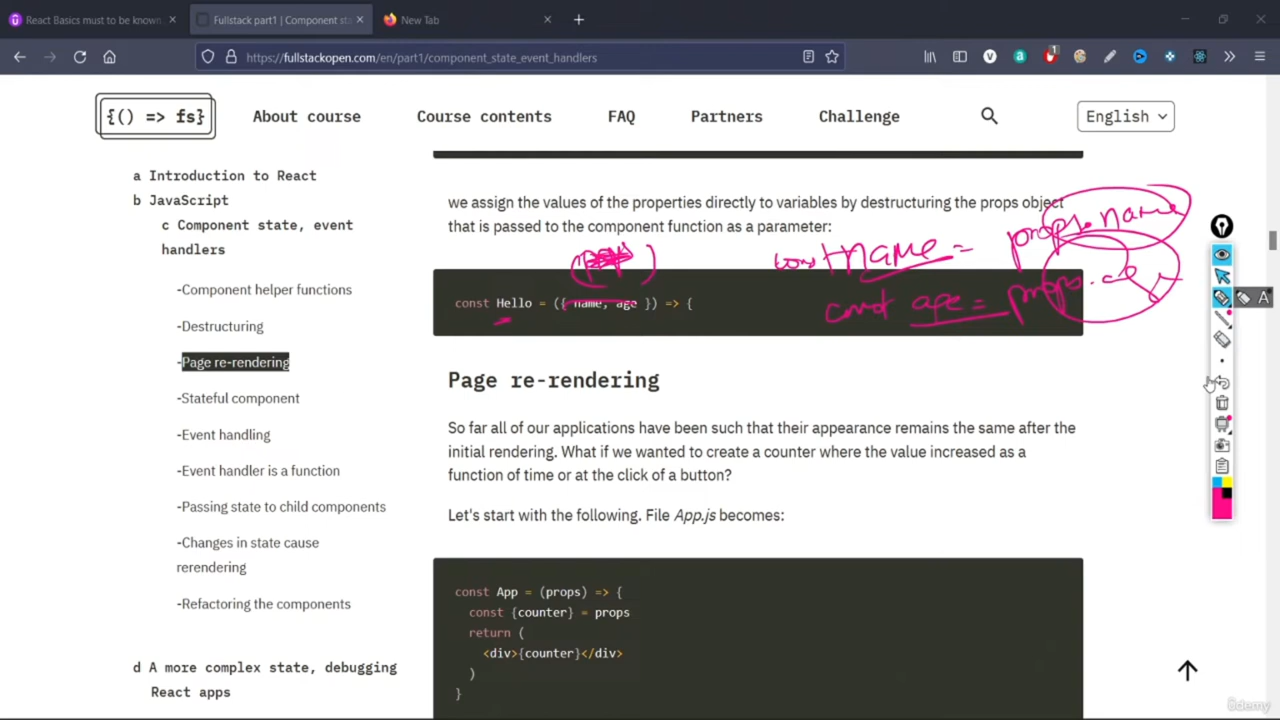 React Basics must to be known
Fullstack part1 | Component sta
New Tab
https://fullstackopen.com/en/part1/component_state_event_handlers
1
{() => fs}
About course
Course contents
FAQ
Partners
Challenge
English
a Introduction to React
b JavaScript
c Component state, event
handlers
-Component helper functions
-Destructuring
-Page re-rendering
-Stateful component
-Event handling
-Event handler is a function
-Passing state to child components
-Changes in state cause
rerendering
-Refactoring the components
d A more complex state, debugging
React apps
we assign the values of the properties directly to variables by destructuring the props object
that is passed to the component function as a parameter:
const name = props.name
const age = props.age
const Hello = ({ name, age }) => {
Page re-rendering
So far all of our applications have been such that their appearance remains the same after the
initial rendering. What if we wanted to create a counter where the value increased as a
function of time or at the click of a button?
Let's start with the following. File App.js becomes:
const App = (props) => {
const {counter} = props
return (
<div>{counter}</div>
)
}
A
ûdemy